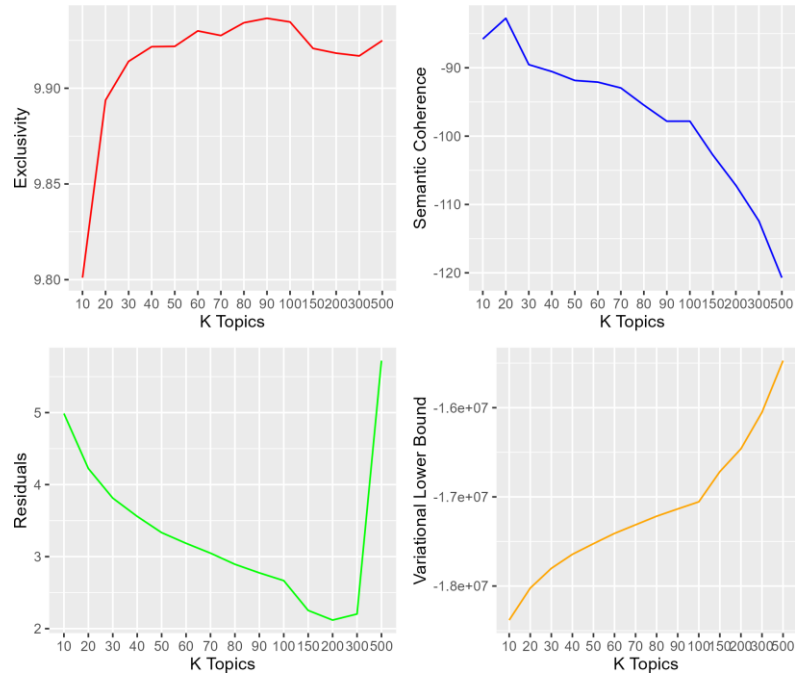 Exclusivity
9.90
9.85
9.80
10 20 30 40 50 60 70 80 90 100 150 200 300 500
K Topics
Semantic Coherence
-90
-100
-110
-120
10 20 30 40 50 60 70 80 90 100 150 200 300 500
K Topics
Residuals
5
4
3
2
10 20 30 40 50 60 70 80 90 100 150 200 300 500
K Topics
Variational Lower Bound
-1.6e+07
-1.7e+07
-1.8e+07
10 20 30 40 50 60 70 80 90 100 150 200 300 500
K Topics